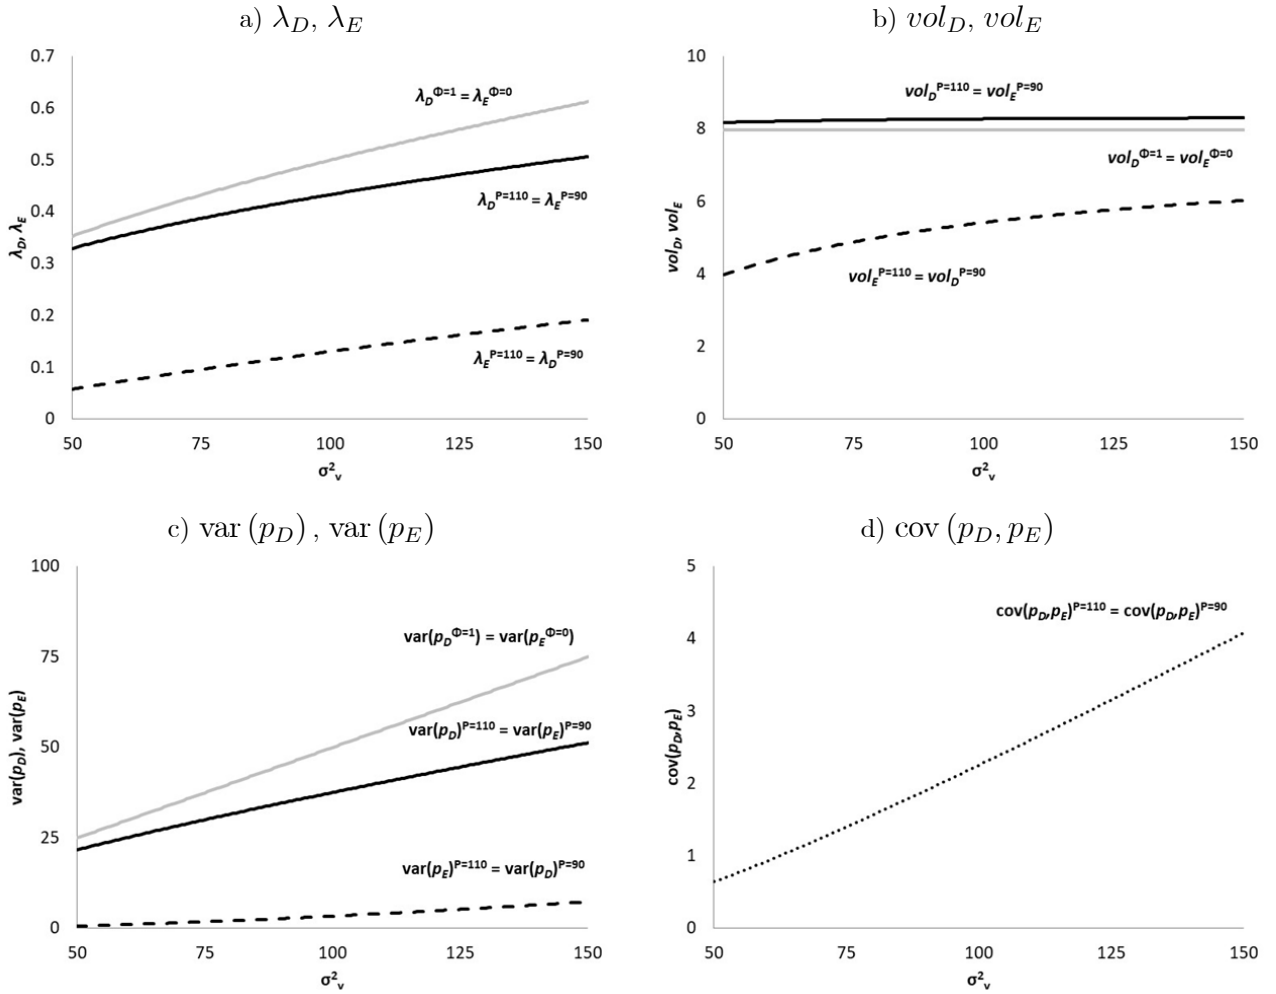 a) λ_D, λ_E
0.7
0.6
0.5
0.4
0.3
0.2
0.1
0
λ_D, λ_E
λ_D^{Φ=1} = λ_E^{Φ=0}
λ_D^{P=110} = λ_E^{P=90}
λ_E^{P=110} = λ_D^{P=90}
50 75 100 125 150
σ²_v
b) vol_D, vol_E
10
8
6
4
2
0
vol_D, vol_E
vol_D^{P=110} = vol_E^{P=90}
vol_D^{Φ=1} = vol_E^{Φ=0}
vol_E^{P=110} = vol_D^{P=90}
50 75 100 125 150
σ²_v
c) var (p_D) , var (p_E)
100
75
50
25
0
var(p_D), var(p_E)
var(p_D^{Φ=1}) = var(p_E^{Φ=0})
var(p_D)^{P=110} = var(p_E)^{P=90}
var(p_E)^{P=110} = var(p_D)^{P=90}
50 75 100 125 150
σ²_v
d) cov (p_D, p_E)
5
4
3
2
1
0
cov(p_D,p_E)
cov(p_D,p_E)^{P=110} = cov(p_D,p_E)^{P=90}
50 75 100 125 150
σ²_v